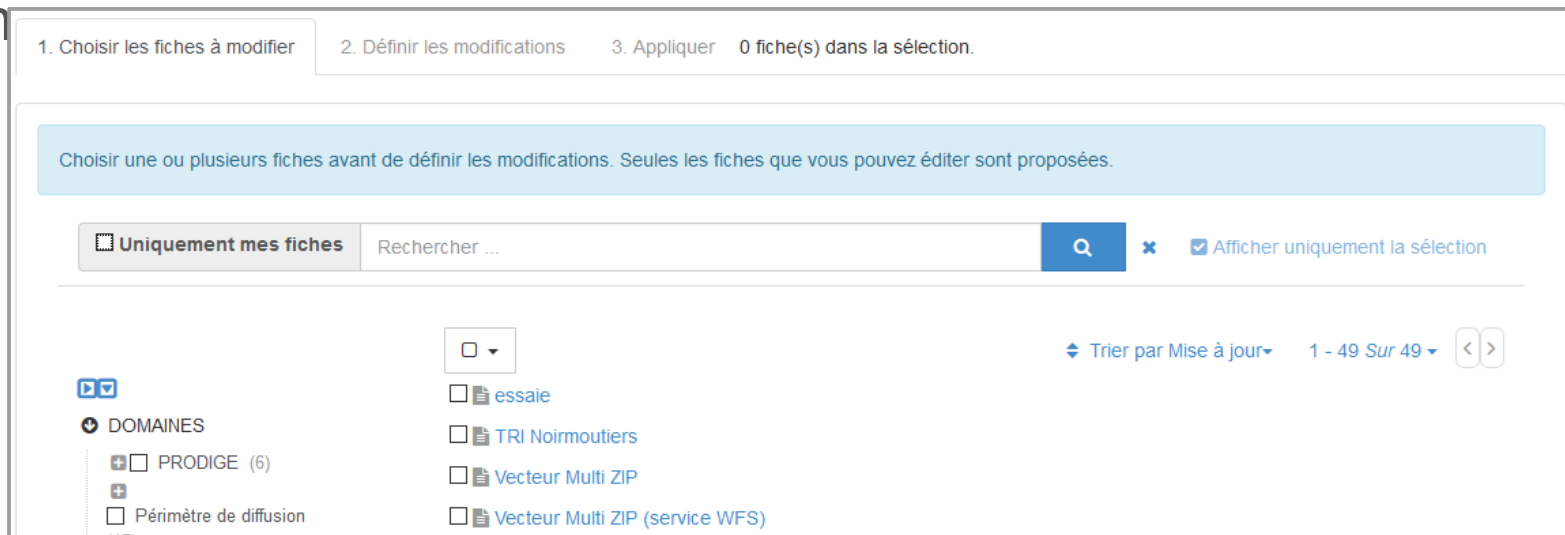 1. Choisir les fiches à modifier 2. Définir les modifications 3. Appliquer 0 fiche(s) dans la sélection.
Choisir une ou plusieurs fiches avant de définir les modifications. Seules les fiches que vous pouvez éditer sont proposées.
Uniquement mes fiches Rechercher ... Afficher uniquement la sélection
Trier par Mise à jour 1 - 49 Sur 49
essaie
DOMAINES
TRI Noirmoutiers
PRODIGE (6)
Vecteur Multi ZIP
Périmètre de diffusion
Vecteur Multi ZIP (service WFS)